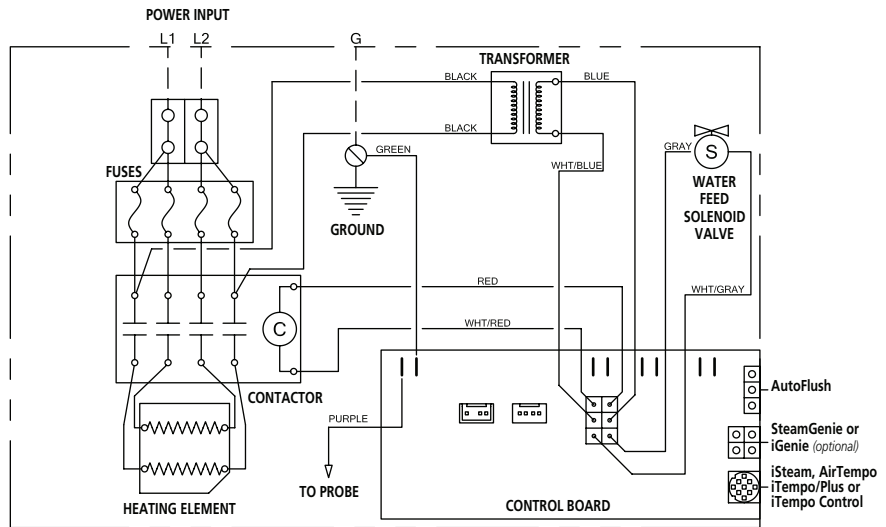 POWER INPUT
L1 L2
G
TRANSFORMER
BLACK
BLUE
BLACK
GREEN
GRAY
S
WHT/BLUE
FUSES
WATER
FEED
SOLENOID
VALVE
GROUND
RED
WHT/GRAY
C
WHT/RED
CONTACTOR
AutoFlush
PURPLE
SteamGenie or
iGenie (optional)
iSteam, AirTempo
iTempo/Plus or
iTempo Control
TO PROBE
CONTROL BOARD
HEATING ELEMENT